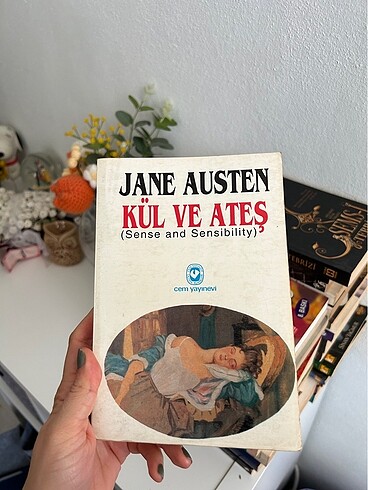 JANE AUSTEN
KÜL VE ATEŞ
(Sense and Sensibility)
cem yayınevi